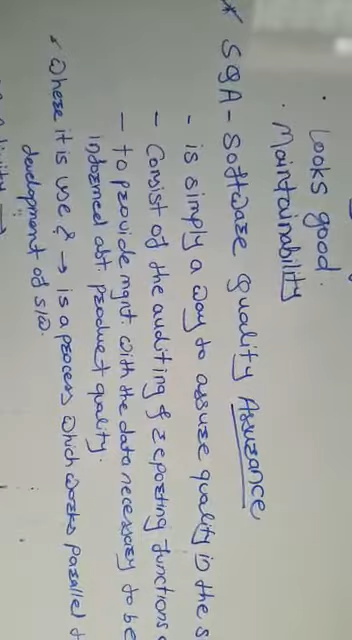 . Looks good.
. Maintainability
* SQA - Software Quality Assurance
- is simply a way to assure quality in the s
- Consist of the auditing & reporting functions
- to provide mgnt. with the data necessary to be
informed abt. product quality.
* Where it is use? → is a process which works parallel t
development of s/w.